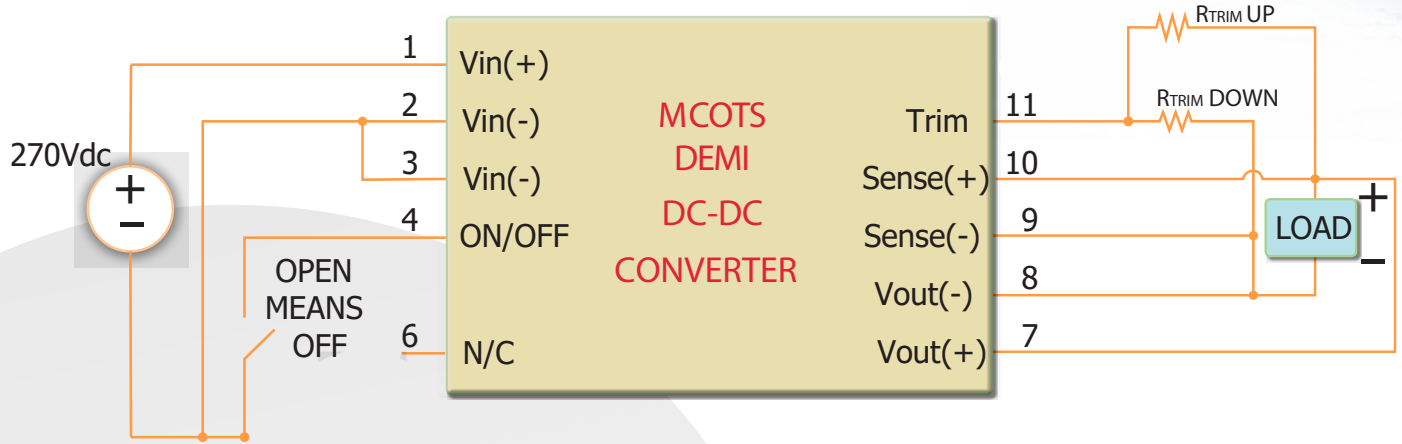 270Vdc
+
−
OPEN
MEANS
OFF
1
2
3
4
6
Vin(+)
Vin(-)
Vin(-)
ON/OFF
N/C
MCOTS
DEMI
DC-DC
CONVERTER
Trim
Sense(+)
Sense(-)
Vout(-)
Vout(+)
11
10
9
8
7
RTRIM UP
RTRIM DOWN
LOAD
+
−